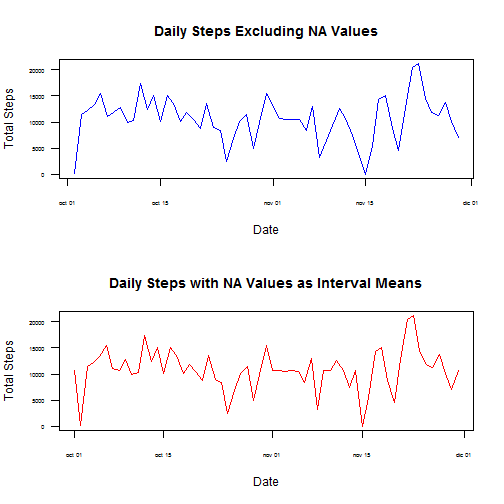 Daily Steps Excluding NA Values
Total Steps
20000
15000
10000
5000
0
oct 01
oct 15
nov 01
nov 15
dic 01
Date
Daily Steps with NA Values as Interval Means
Total Steps
20000
15000
10000
5000
0
oct 01
oct 15
nov 01
nov 15
dic 01
Date